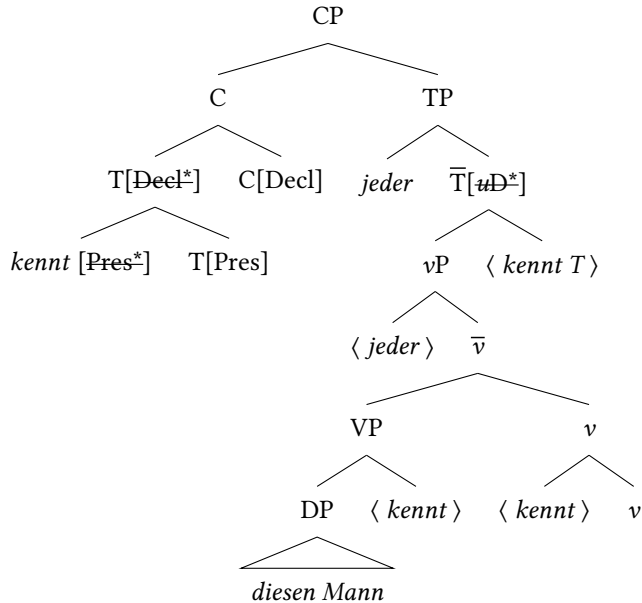 CP
C TP
T[Decl*] C[Decl] jeder T̅[uD*]
kennt [Pres*] T[Pres] vP ⟨ kennt T ⟩
⟨ jeder ⟩ v̅
VP v
DP ⟨ kennt ⟩ ⟨ kennt ⟩ v
diesen Mann